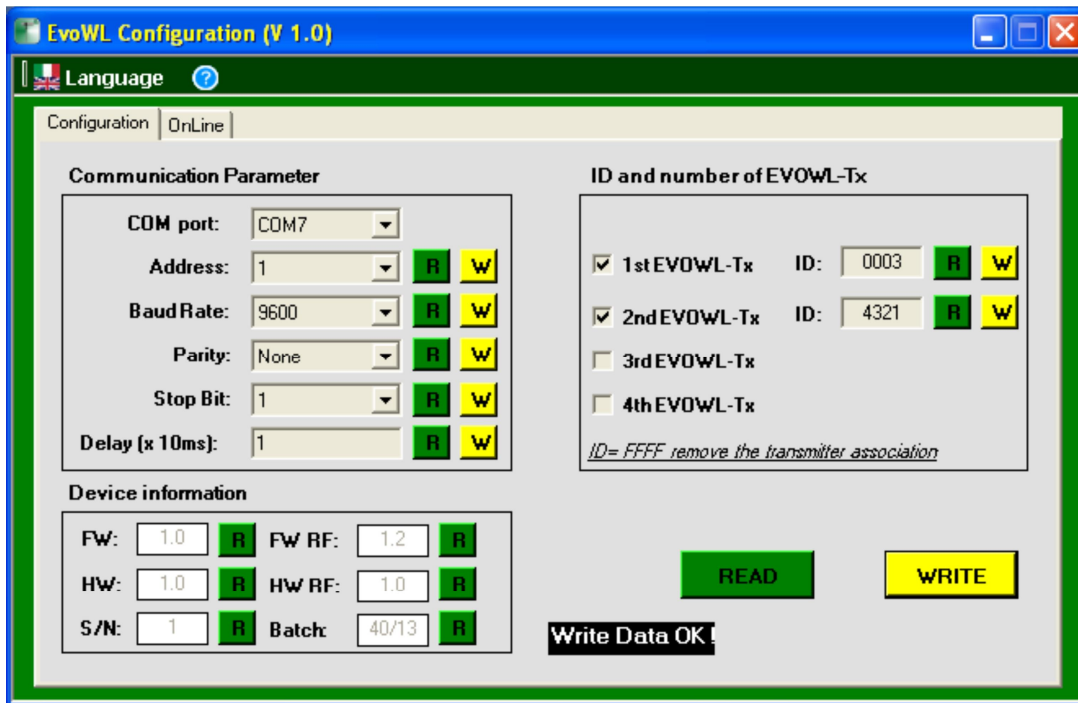 EvoWL Configuration (V 1.0)
Language ?
Configuration OnLine
Communication Parameter
COM port: COM7
Address: 1 R W
Baud Rate: 9600 R W
Parity: None R W
Stop Bit: 1 R W
Delay (x 10ms): 1 R W
ID and number of EVOWL-Tx
1st EVOWL-Tx ID: 0003 R W
2nd EVOWL-Tx ID: 4321 R W
3rd EVOWL-Tx
4th EVOWL-Tx
ID= FFFF remove the transmitter association
Device information
FW: 1.0 R FW RF: 1.2 R
HW: 1.0 R HW RF: 1.0 R
S/N: 1 R Batch: 40/13 R
READ WRITE
Write Data OK !